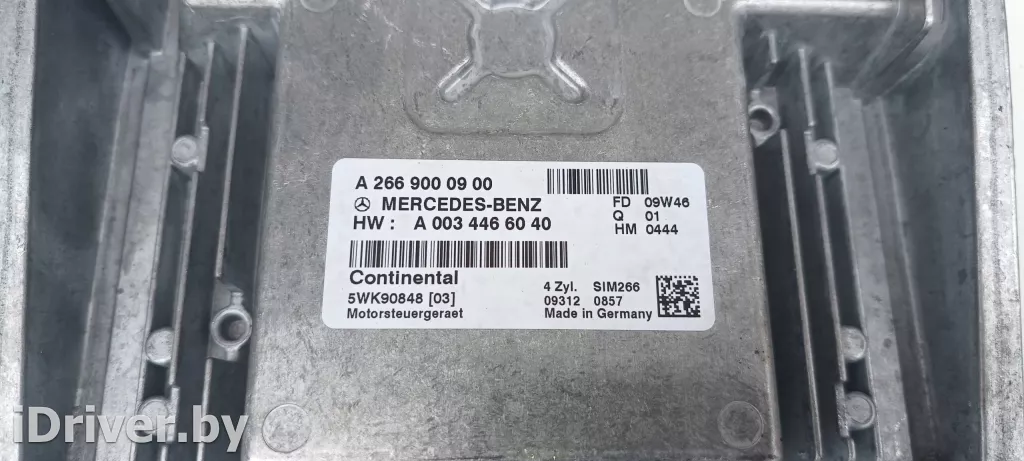 A 266 900 09 00
MERCEDES-BENZ
HW : A 003 446 60 40
FD 09W46
Q 01
HM 0444
Continental
5WK90848 [03]
Motorsteuergeraet
4 Zyl. SIM266
09312 0857
Made in Germany
iDriver.by